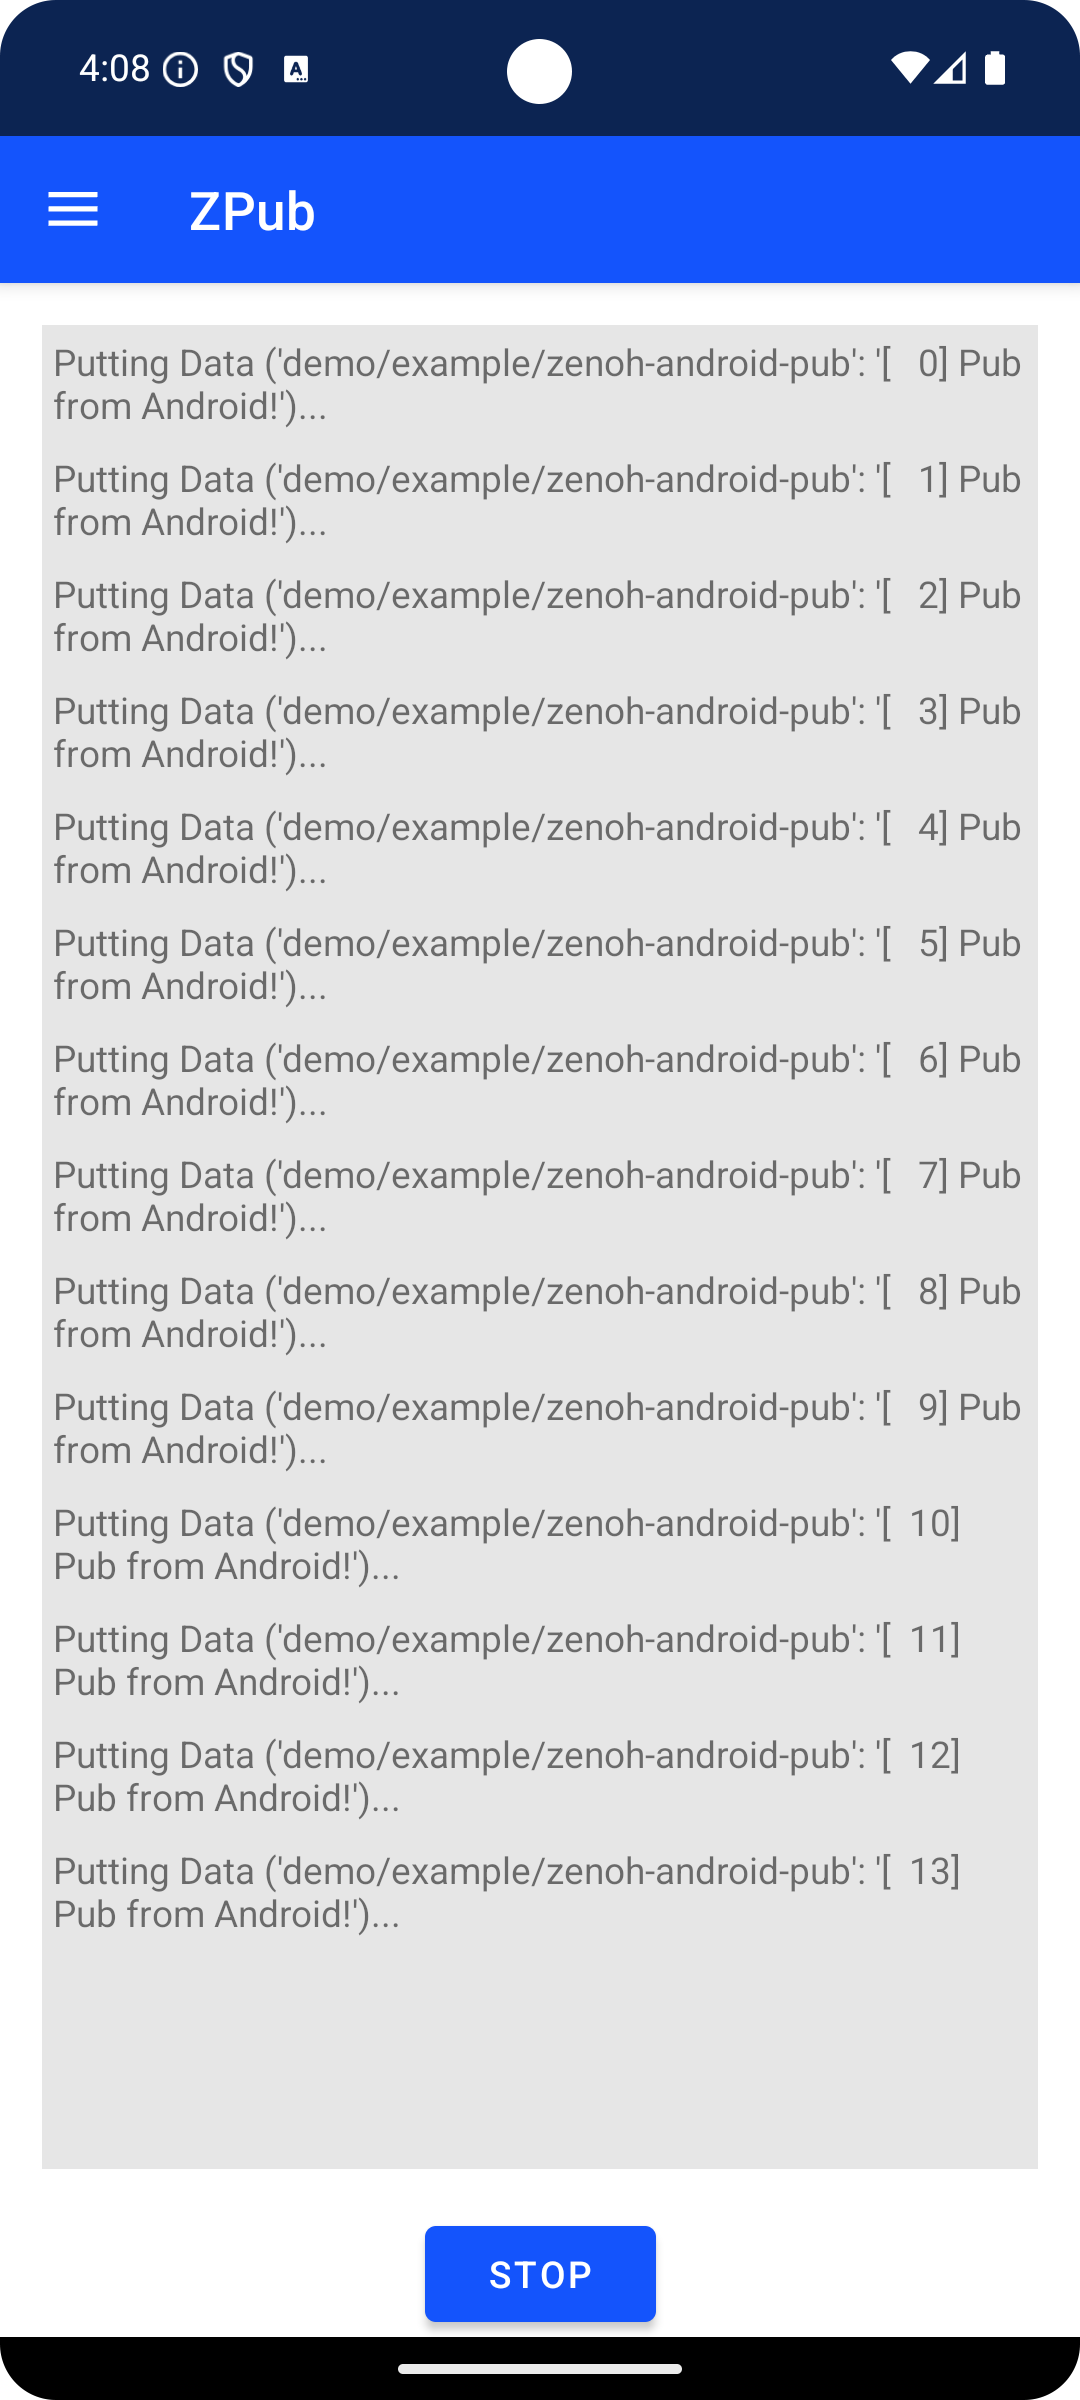 4:08
ZPub
Putting Data ('demo/example/zenoh-android-pub': '[   0] Pub
from Android!')...
Putting Data ('demo/example/zenoh-android-pub': '[   1] Pub
from Android!')...
Putting Data ('demo/example/zenoh-android-pub': '[   2] Pub
from Android!')...
Putting Data ('demo/example/zenoh-android-pub': '[   3] Pub
from Android!')...
Putting Data ('demo/example/zenoh-android-pub': '[   4] Pub
from Android!')...
Putting Data ('demo/example/zenoh-android-pub': '[   5] Pub
from Android!')...
Putting Data ('demo/example/zenoh-android-pub': '[   6] Pub
from Android!')...
Putting Data ('demo/example/zenoh-android-pub': '[   7] Pub
from Android!')...
Putting Data ('demo/example/zenoh-android-pub': '[   8] Pub
from Android!')...
Putting Data ('demo/example/zenoh-android-pub': '[   9] Pub
from Android!')...
Putting Data ('demo/example/zenoh-android-pub': '[  10]
Pub from Android!')...
Putting Data ('demo/example/zenoh-android-pub': '[  11]
Pub from Android!')...
Putting Data ('demo/example/zenoh-android-pub': '[  12]
Pub from Android!')...
Putting Data ('demo/example/zenoh-android-pub': '[  13]
Pub from Android!')...
STOP